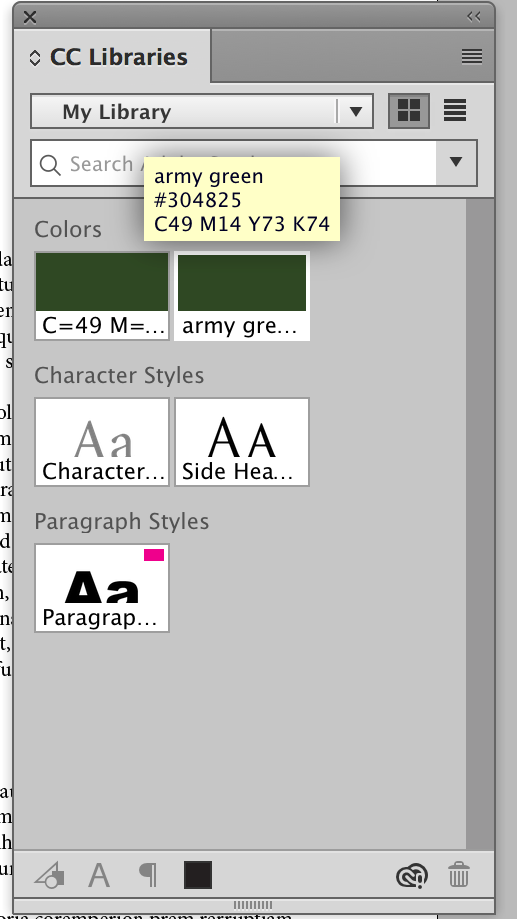 CC Libraries
My Library
Search
army green
#304825
C49 M14 Y73 K74
Colors
C=49 M=...
army gre...
Character Styles
Aa
Character...
AA
Side Hea...
Paragraph Styles
Aa
Paragrap...
A